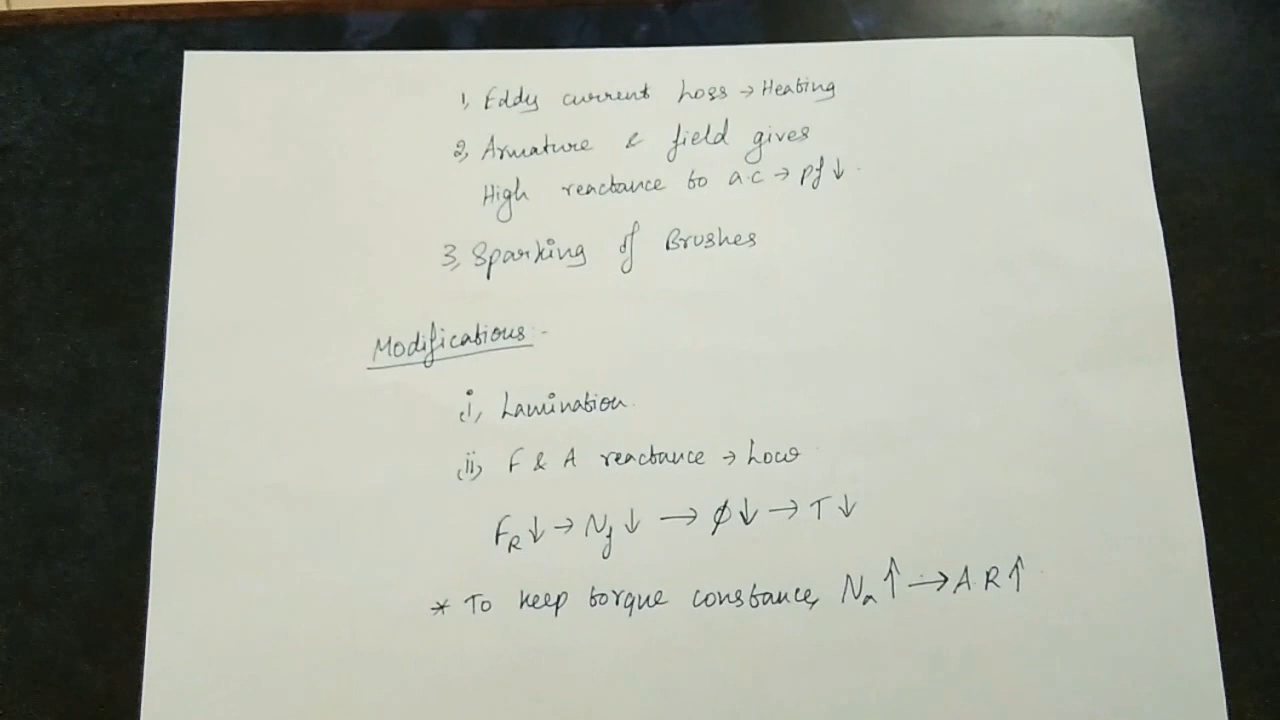 1, Eddy current Loss → Heating
2, Armature & field gives
High reactance to a.c → pf ↓.
3, Sparking of Brushes
Modifications:-
(i), Lamination.
(ii) F & A reactance → Low
F_R ↓ → N_f ↓ → ϕ ↓ → T ↓
* To keep torque constance, N_a ↑ → A R ↑